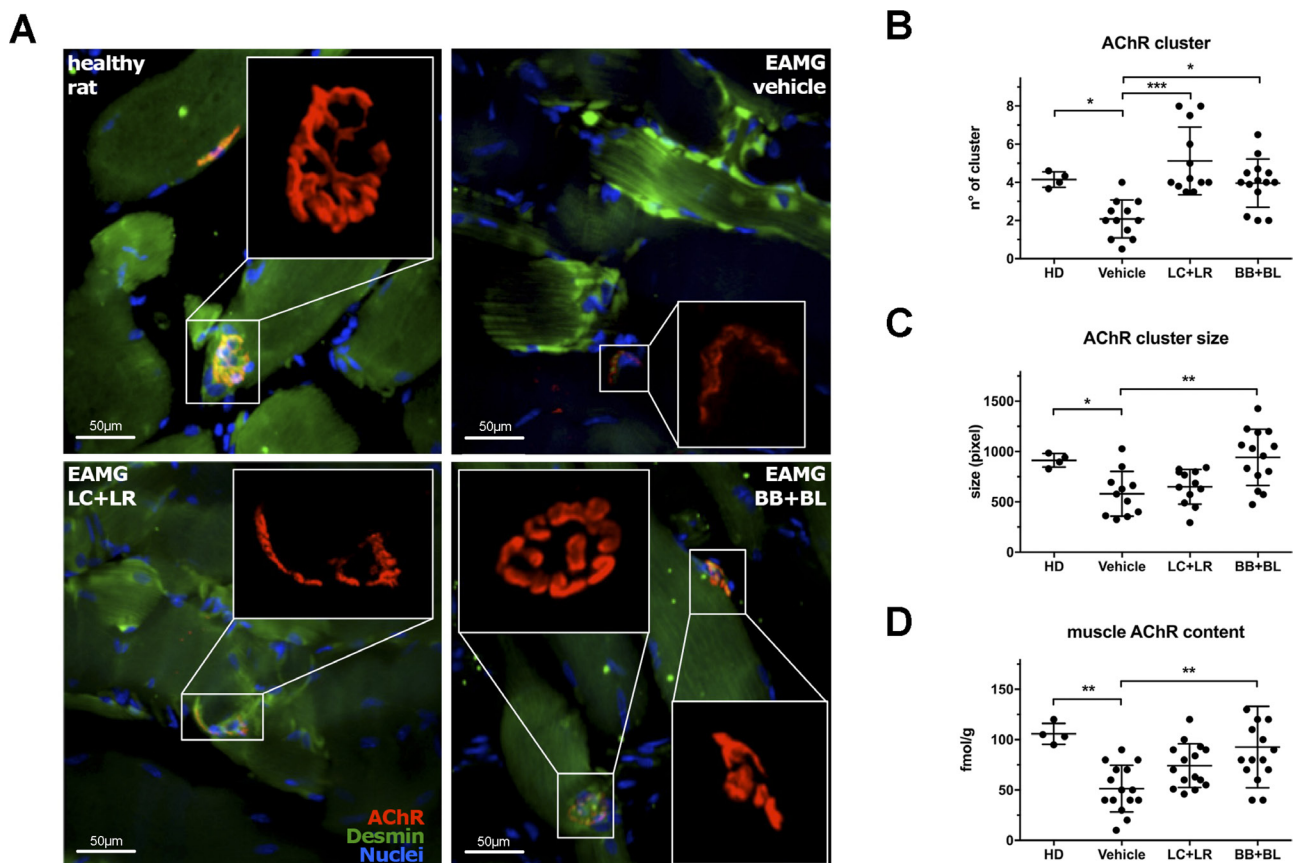 A
healthy
rat
50µm
EAMG
vehicle
50µm
EAMG
LC+LR
AChR
Desmin
Nuclei
50µm
EAMG
BB+BL
50µm
B
AChR cluster
*
***
*
n° of cluster
8
6
4
2
0
HD Vehicle LC+LR BB+BL
C
AChR cluster size
**
*
size (pixel)
1500
1000
500
0
HD Vehicle LC+LR BB+BL
D
muscle AChR content
** **
fmol/g
150
100
50
0
HD Vehicle LC+LR BB+BL